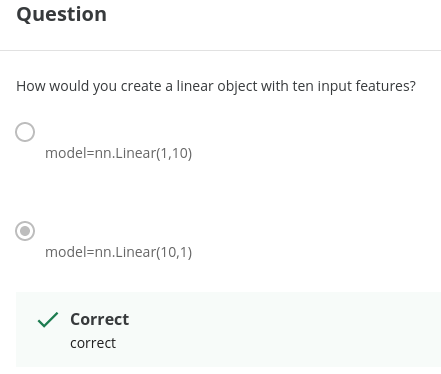 Question
How would you create a linear object with ten input features?
model=nn.Linear(1,10)
model=nn.Linear(10,1)
Correct
correct